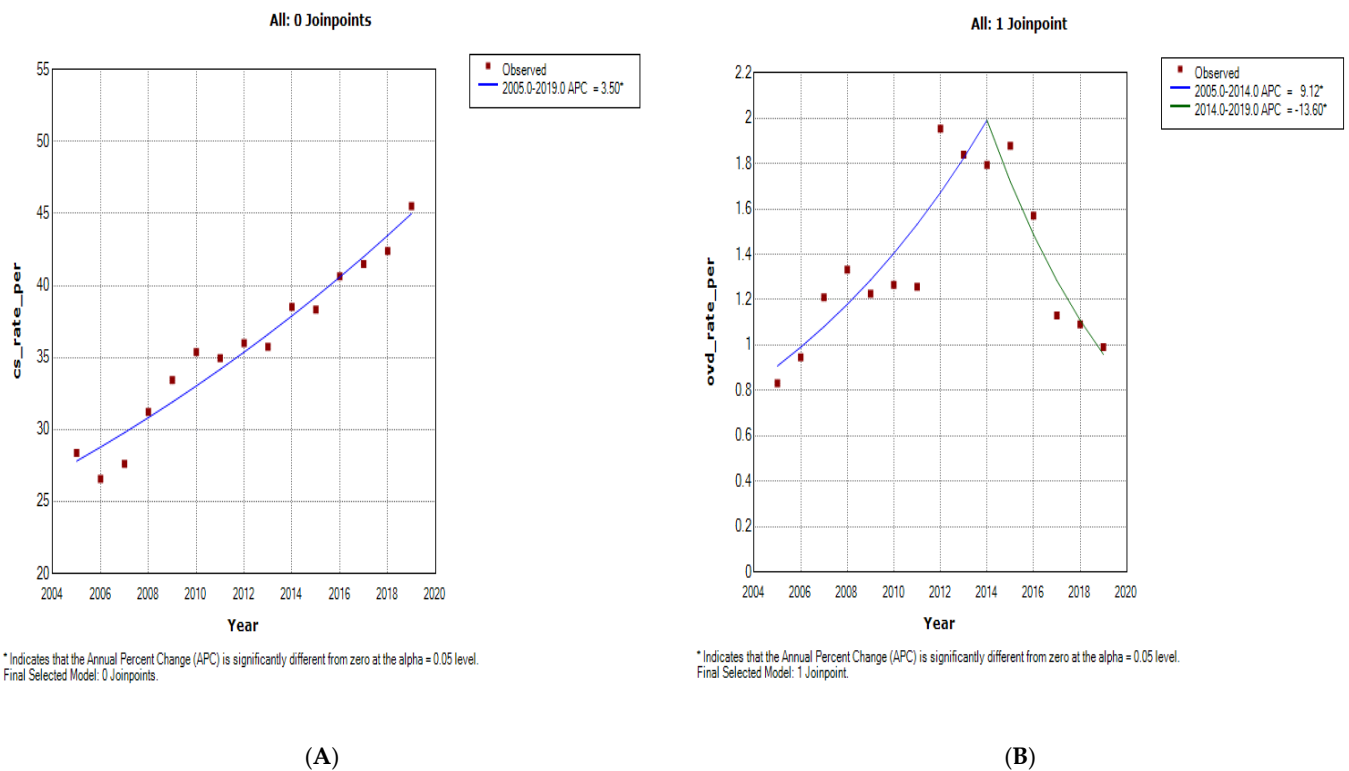 All: 0 Joinpoints
55
50
45
40
35
30
25
20
cs_rate_per
2004 2006 2008 2010 2012 2014 2016 2018 2020
Year
Observed
2005.0-2019.0 APC = 3.50*
* Indicates that the Annual Percent Change (APC) is significantly different from zero at the alpha = 0.05 level.
Final Selected Model: 0 Joinpoints.
(A)
All: 1 Joinpoint
2.2
2
1.8
1.6
1.4
1.2
1
0.8
0.6
0.4
0.2
0
ovd_rate_per
2004 2006 2008 2010 2012 2014 2016 2018 2020
Year
Observed
2005.0-2014.0 APC = 9.12*
2014.0-2019.0 APC = -13.60*
* Indicates that the Annual Percent Change (APC) is significantly different from zero at the alpha = 0.05 level.
Final Selected Model: 1 Joinpoint.
(B)